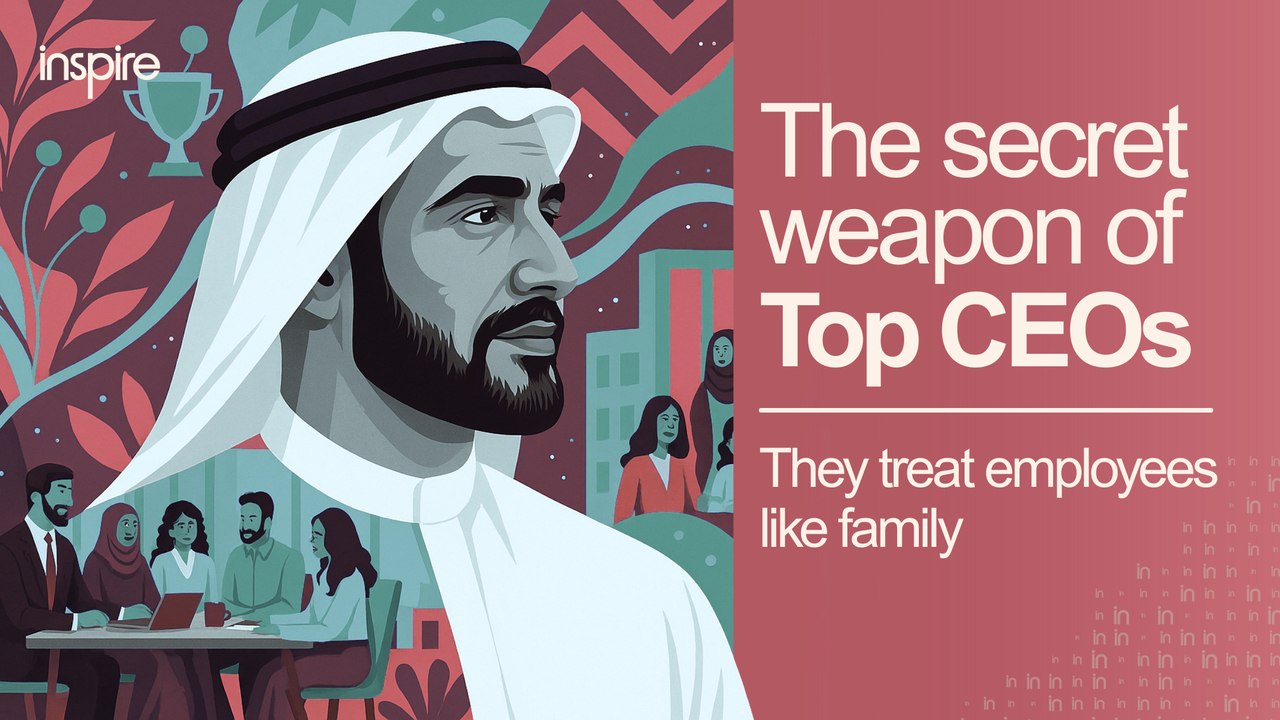 inspire
The secret
weapon of
Top CEOs
They treat employees
like family